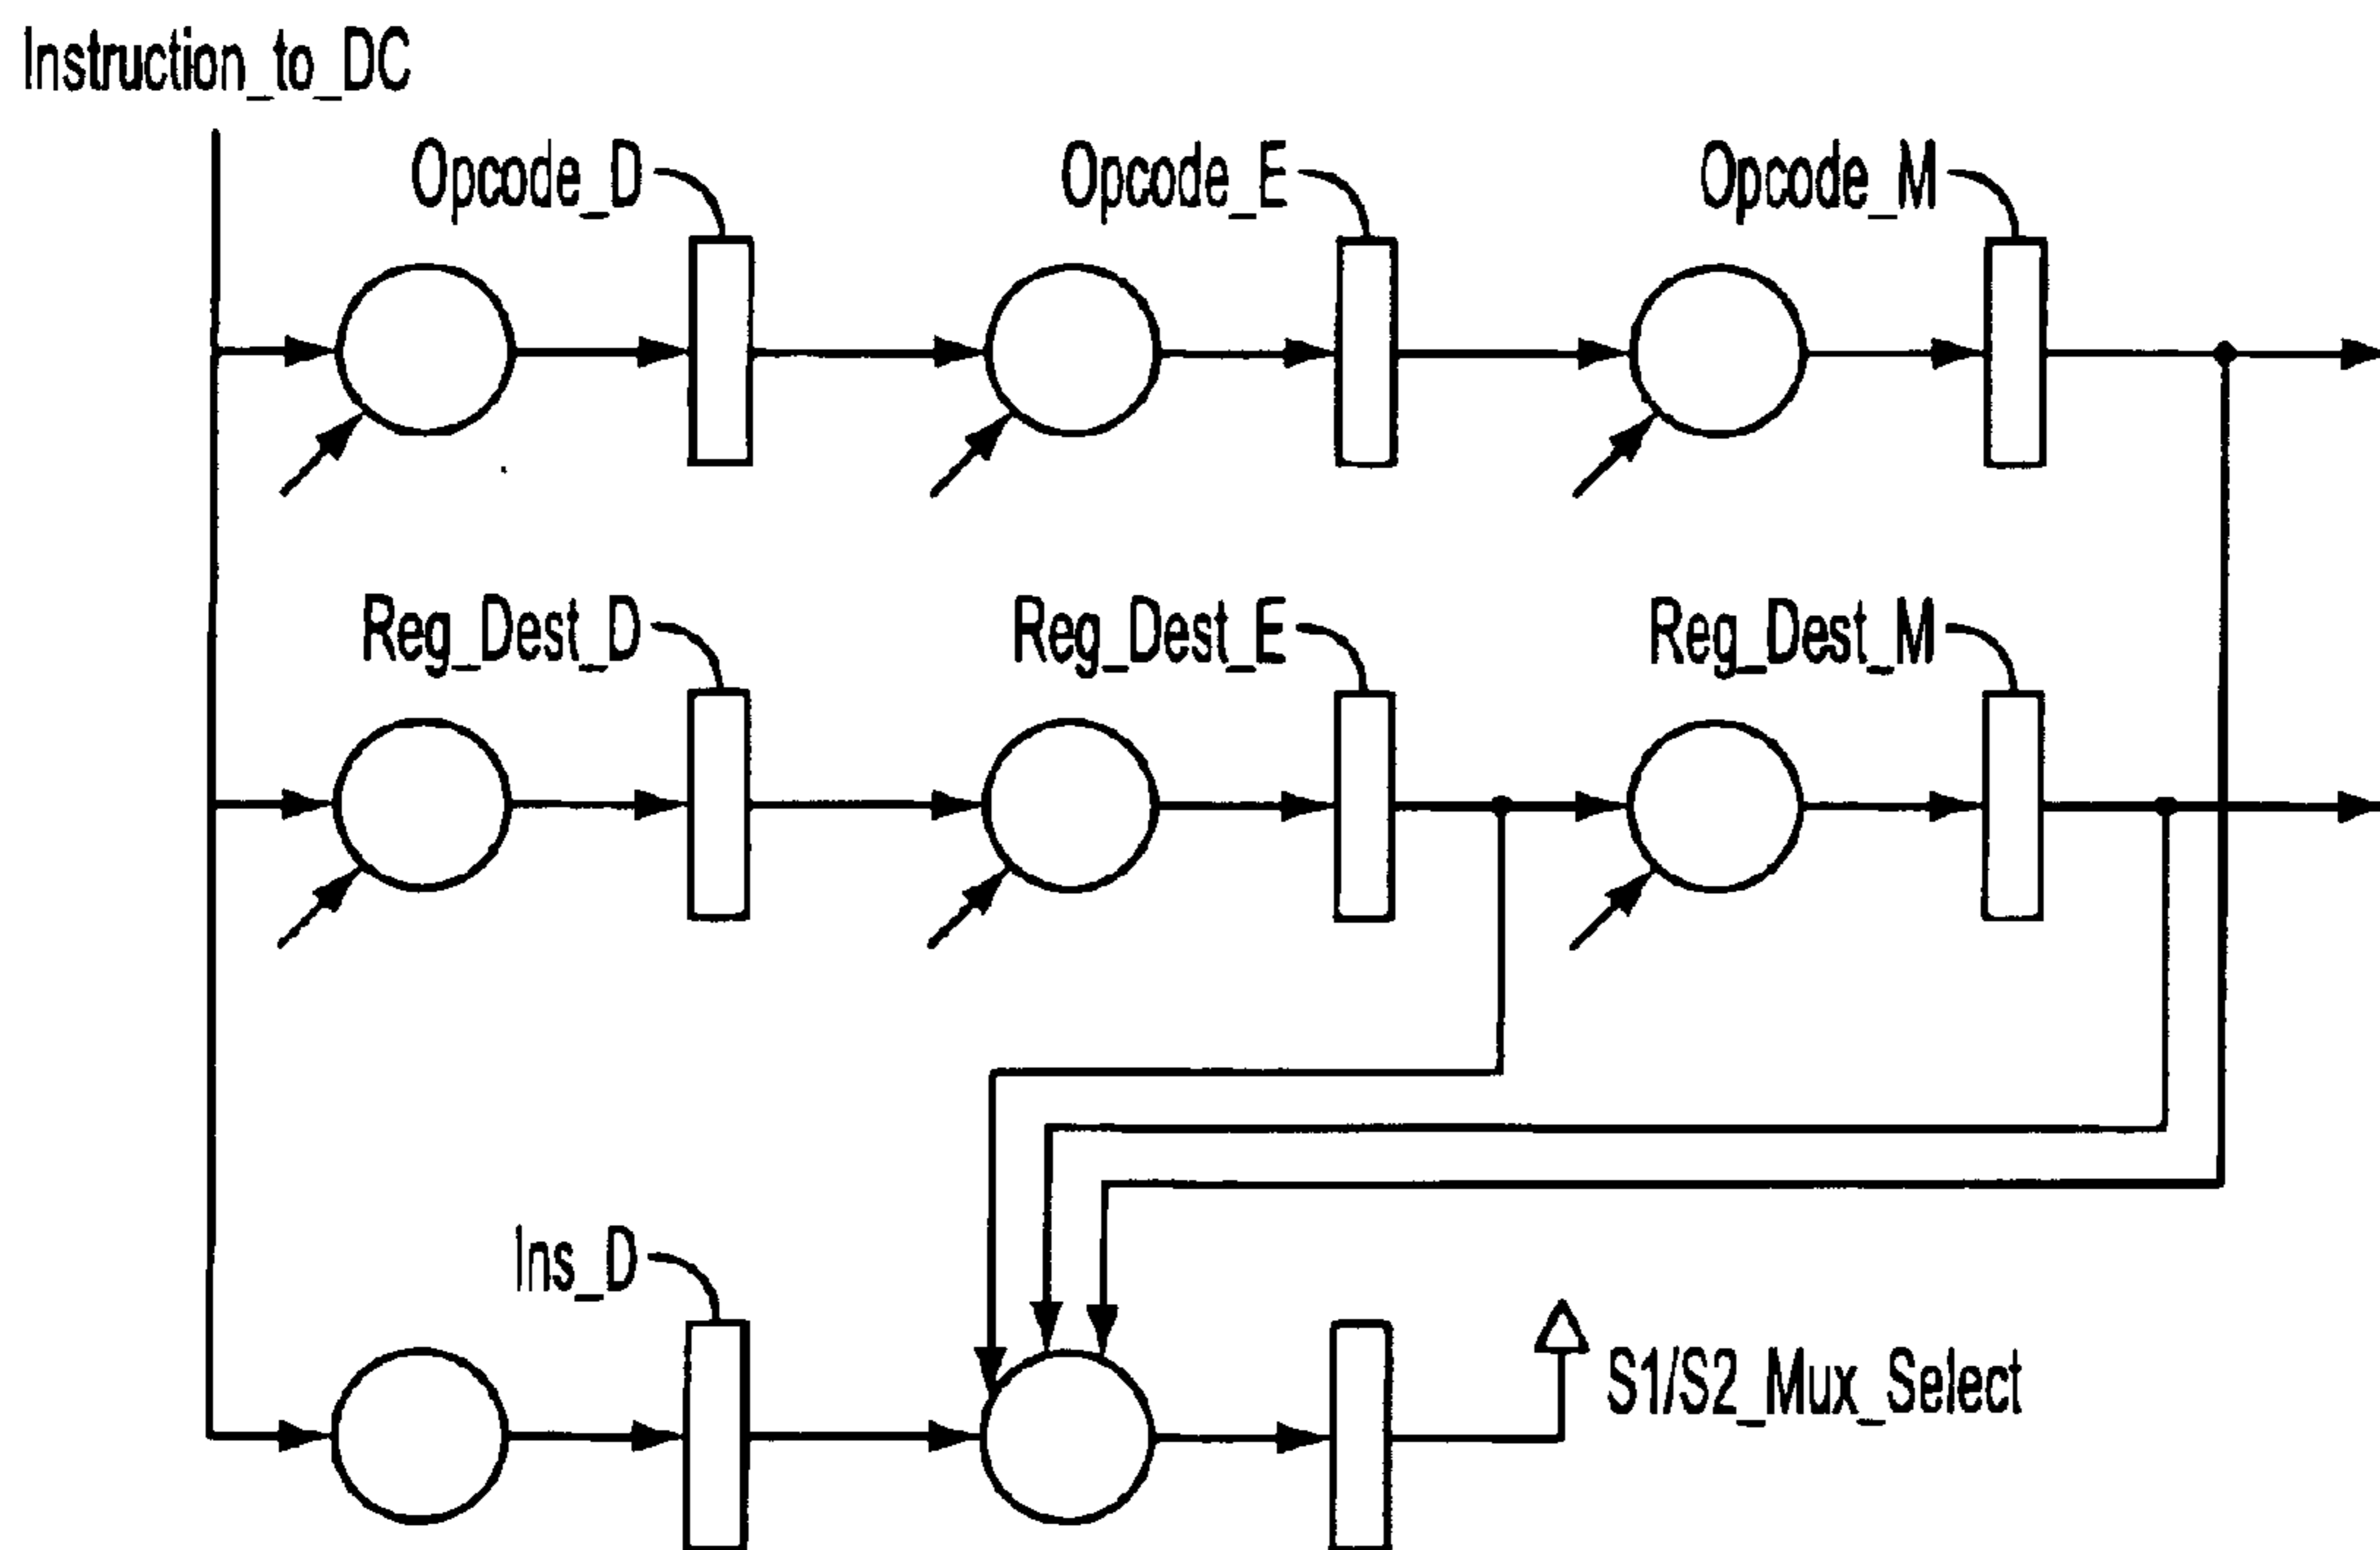 Instruction_to_DC
Opcode_D
Opcode_E
Opcode_M
Reg_Dest_D
Reg_Dest_E
Reg_Dest_M
Ins_D
S1/S2_Mux_Select